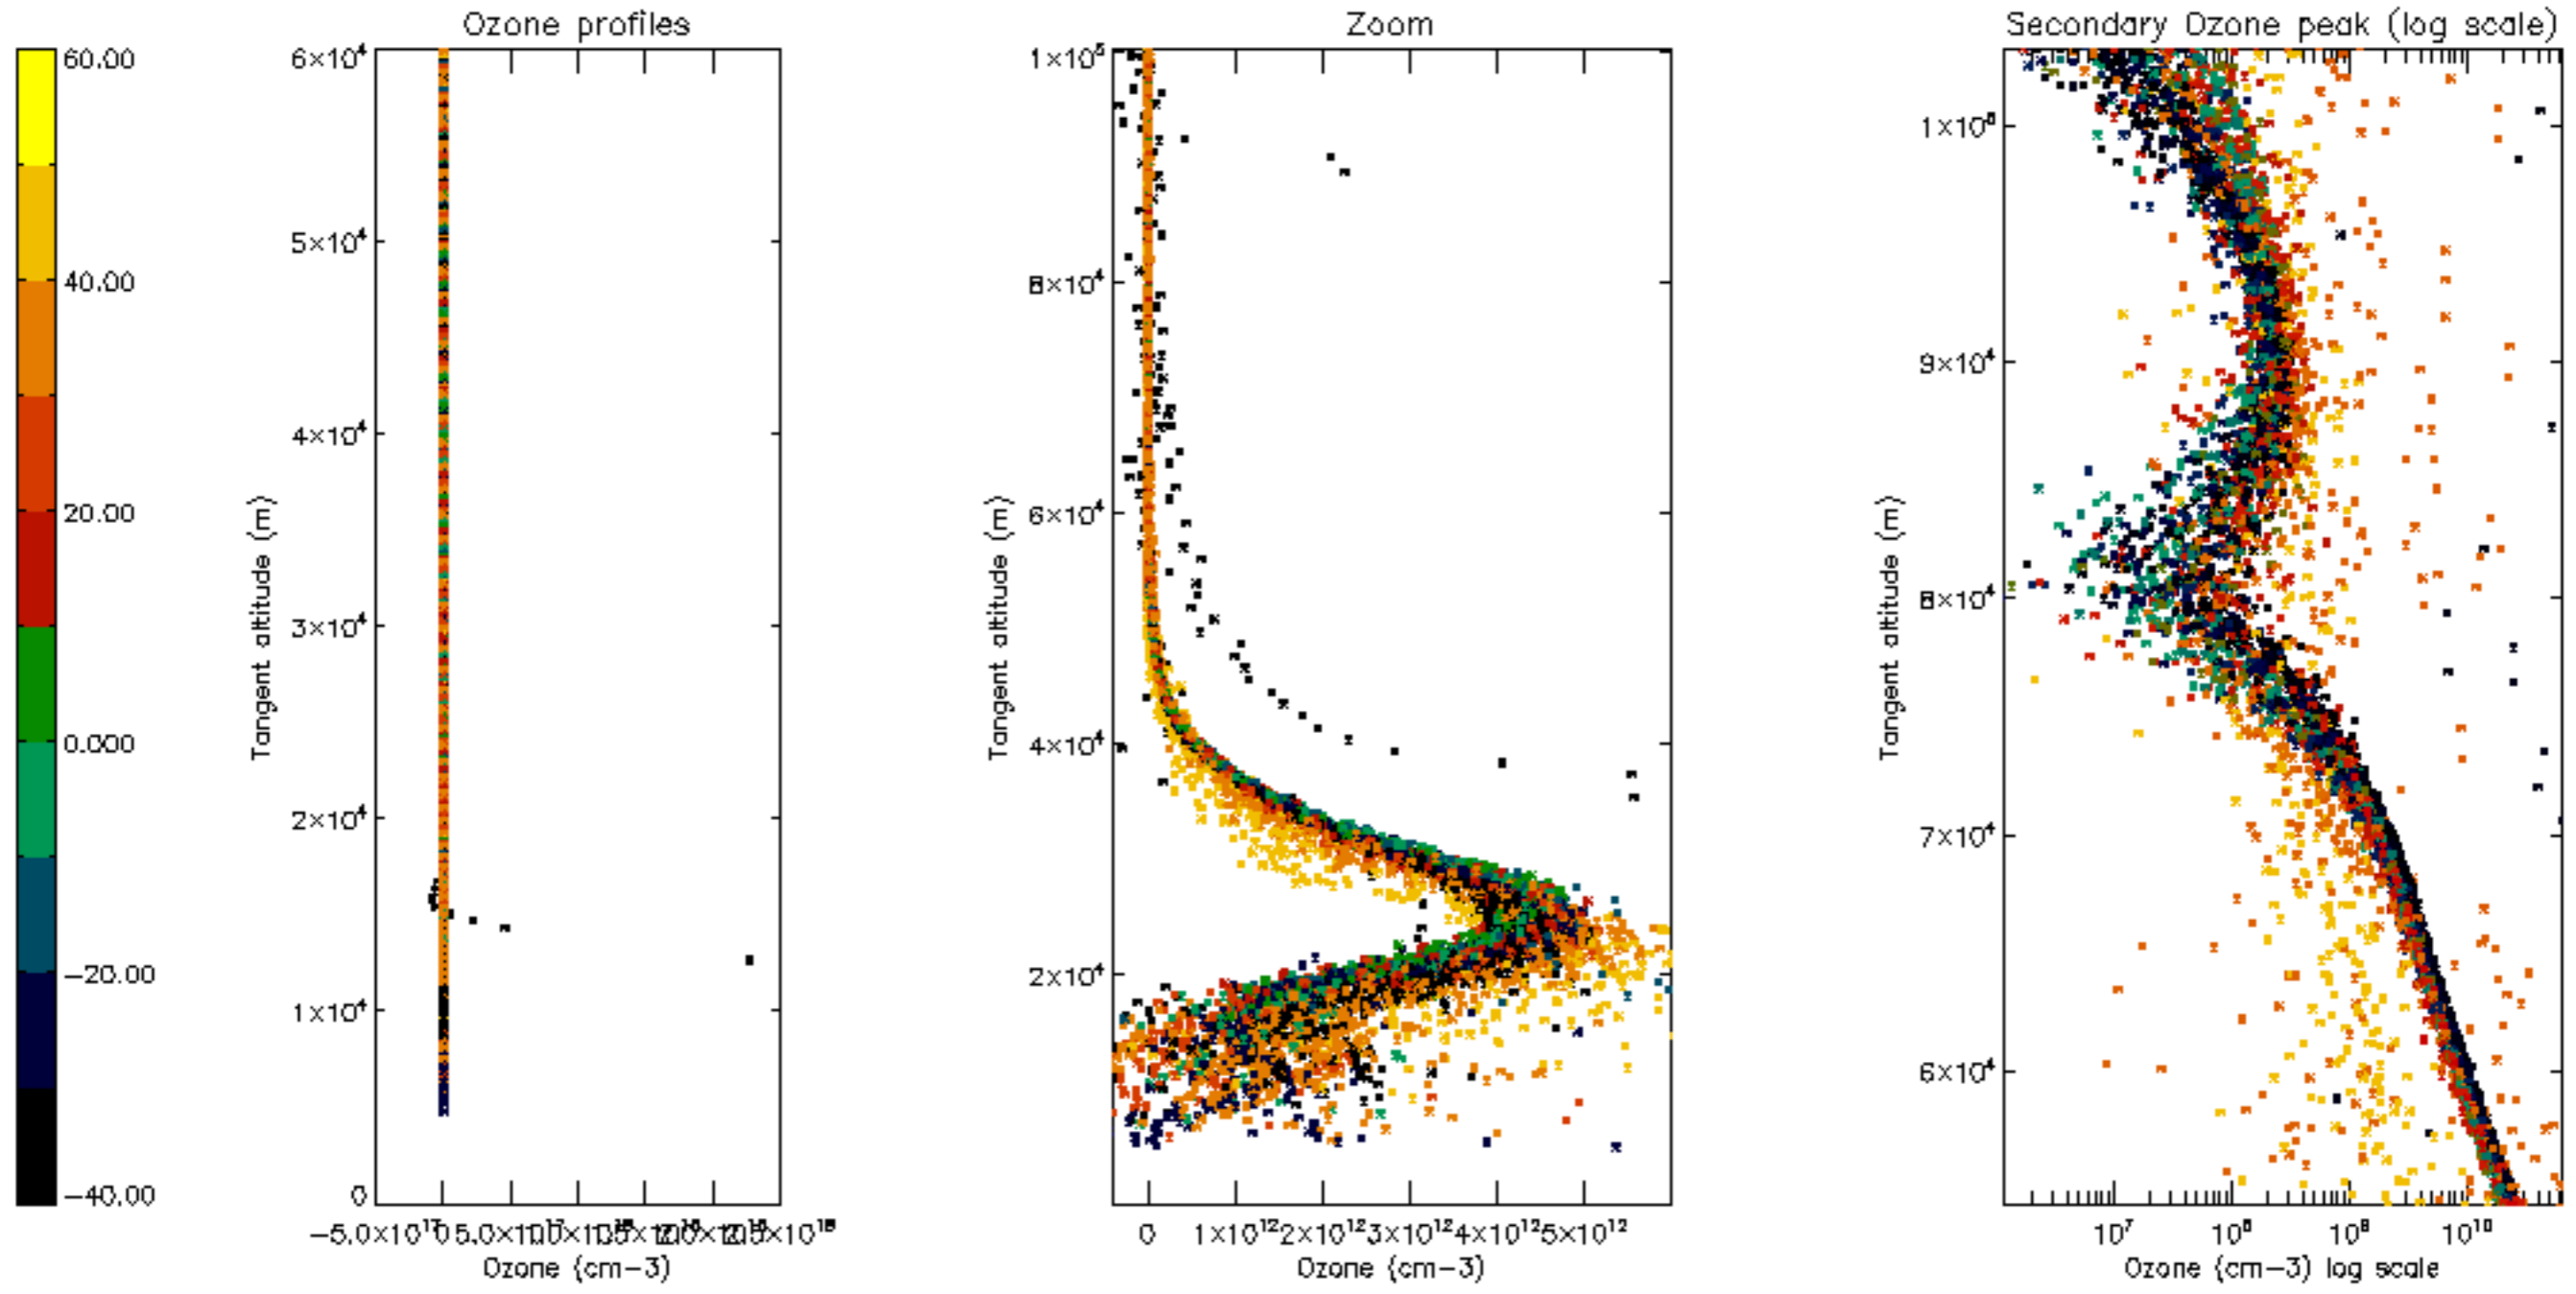 Ozone profiles
Zoom
Secondary Ozone peak (log scale)
60.00
40.00
20.00
0.000
−20.00
−40.00
6×10⁴
5×10⁴
4×10⁴
3×10⁴
2×10⁴
1×10⁴
0
Tangent altitude (m)
Ozone (cm−3)
1×10⁵
8×10⁴
6×10⁴
4×10⁴
2×10⁴
Tangent altitude (m)
0 1×10¹² 2×10¹² 3×10¹² 4×10¹² 5×10¹²
Ozone (cm−3)
1×10⁵
9×10⁴
8×10⁴
7×10⁴
6×10⁴
Tangent altitude (m)
10⁷ 10⁸ 10⁹ 10¹⁰
Ozone (cm−3) log scale